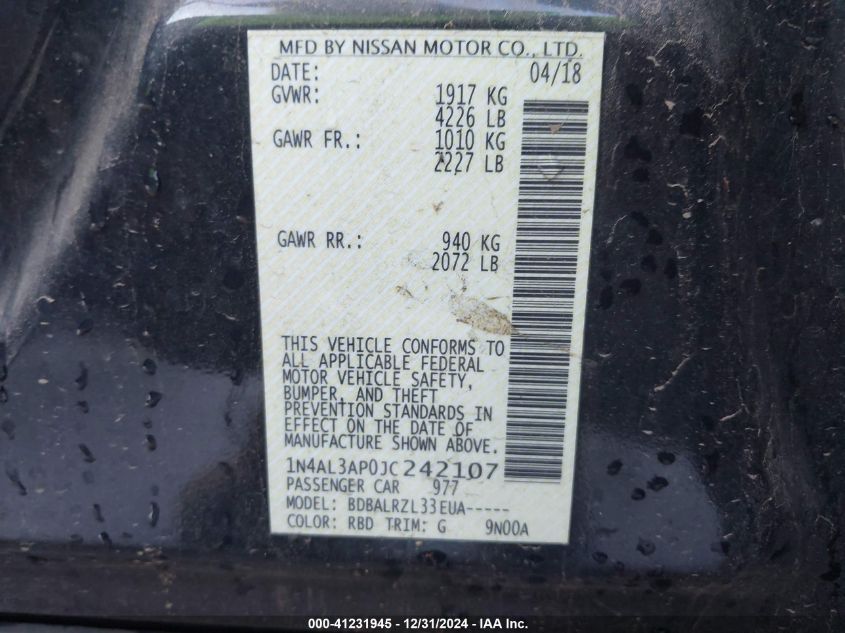 MFD BY NISSAN MOTOR CO., LTD.
DATE: 04/18
GVWR: 1917 KG
4226 LB
GAWR FR.: 1010 KG
2227 LB
GAWR RR.: 940 KG
2072 LB
THIS VEHICLE CONFORMS TO
ALL APPLICABLE FEDERAL
MOTOR VEHICLE SAFETY,
BUMPER, AND THEFT
PREVENTION STANDARDS IN
EFFECT ON THE DATE OF
MANUFACTURE SHOWN ABOVE.
1N4AL3AP0JC242107
PASSENGER CAR 977
MODEL: BDBALRZL33EUA-----
COLOR: RBD TRIM: G 9N00A
000-41231945 - 12/31/2024 - IAA Inc.